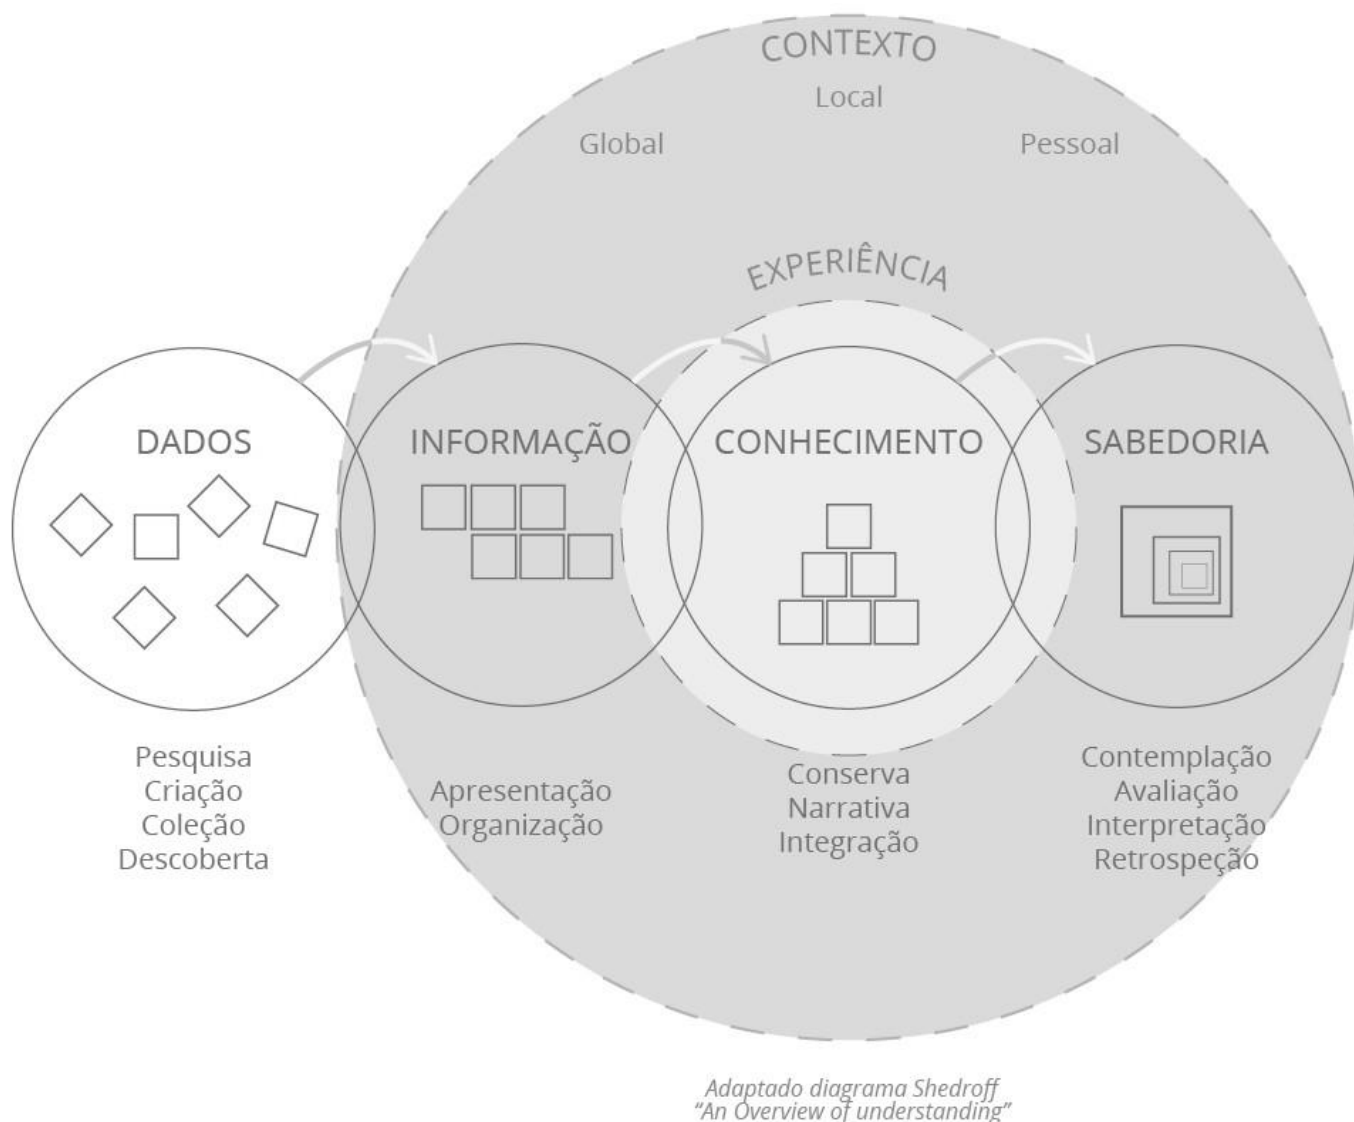 CONTEXTO
Local
Global
Pessoal
EXPERIÊNCIA
DADOS
INFORMAÇÃO
CONHECIMENTO
SABEDORIA
Pesquisa
Criação
Coleção
Descoberta
Apresentação
Organização
Conserva
Narrativa
Integração
Contemplação
Avaliação
Interpretação
Retrospeção
Adaptado diagrama Shedroff
“An Overview of understanding”